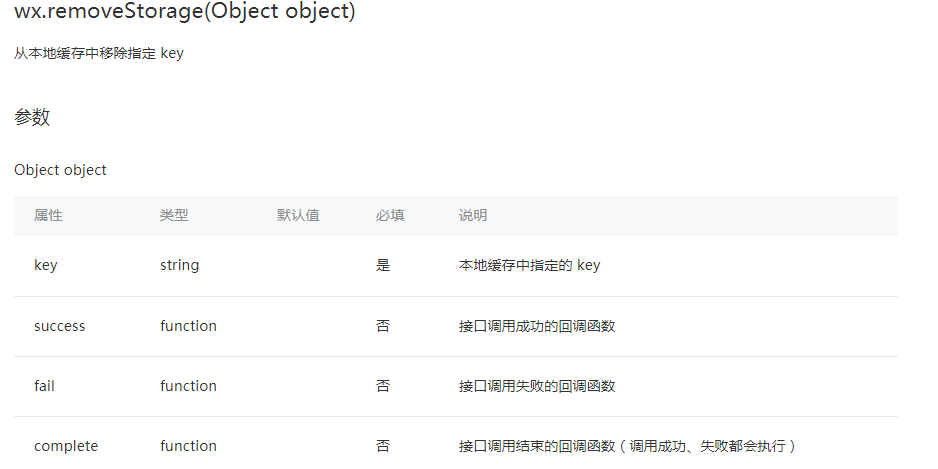 wx.removeStorage(Object object)
从本地缓存中移除指定 key
参数
Object object
属性 类型 默认值 必填 说明
key string 是 本地缓存中指定的 key
success function 否 接口调用成功的回调函数
fail function 否 接口调用失败的回调函数
complete function 否 接口调用结束的回调函数（调用成功、失败都会执行）